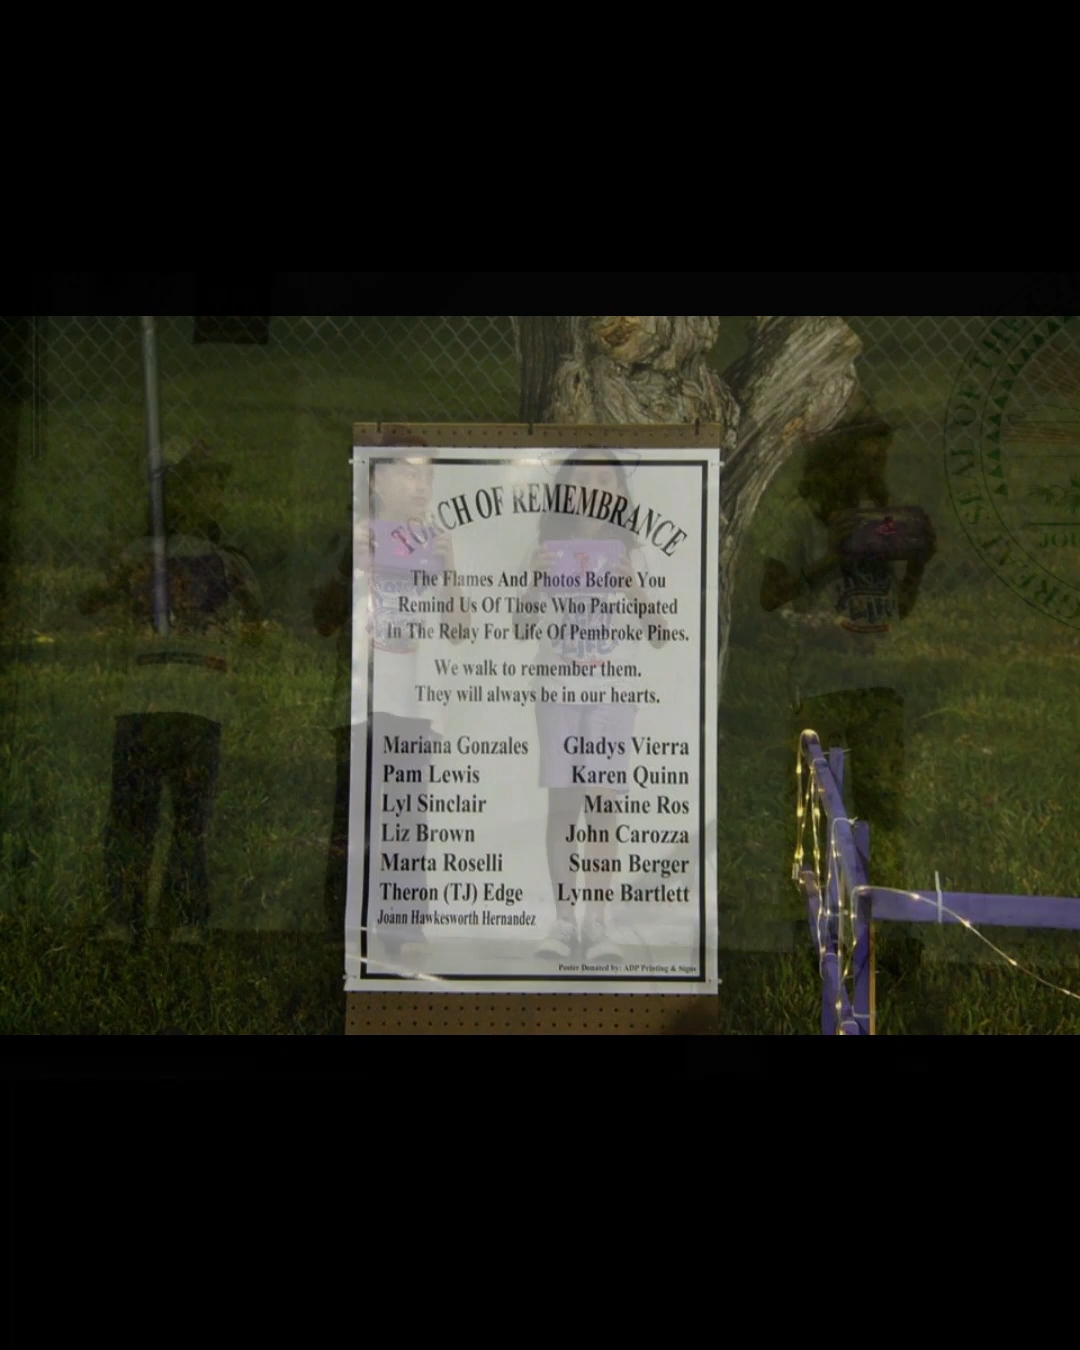 TORCH OF REMEMBRANCE
The Flames And Photos Before You
Remind Us Of Those Who Participated
In The Relay For Life Of Pembroke Pines.
We walk to remember them.
They will always be in our hearts.
Mariana Gonzales Gladys Vierra
Pam Lewis Karen Quinn
Lyl Sinclair Maxine Ros
Liz Brown John Carozza
Marta Roselli Susan Berger
Theron (TJ) Edge Lynne Bartlett
Joann Hawkesworth Hernandez
Poster Donated by: ADP Printing & Signs